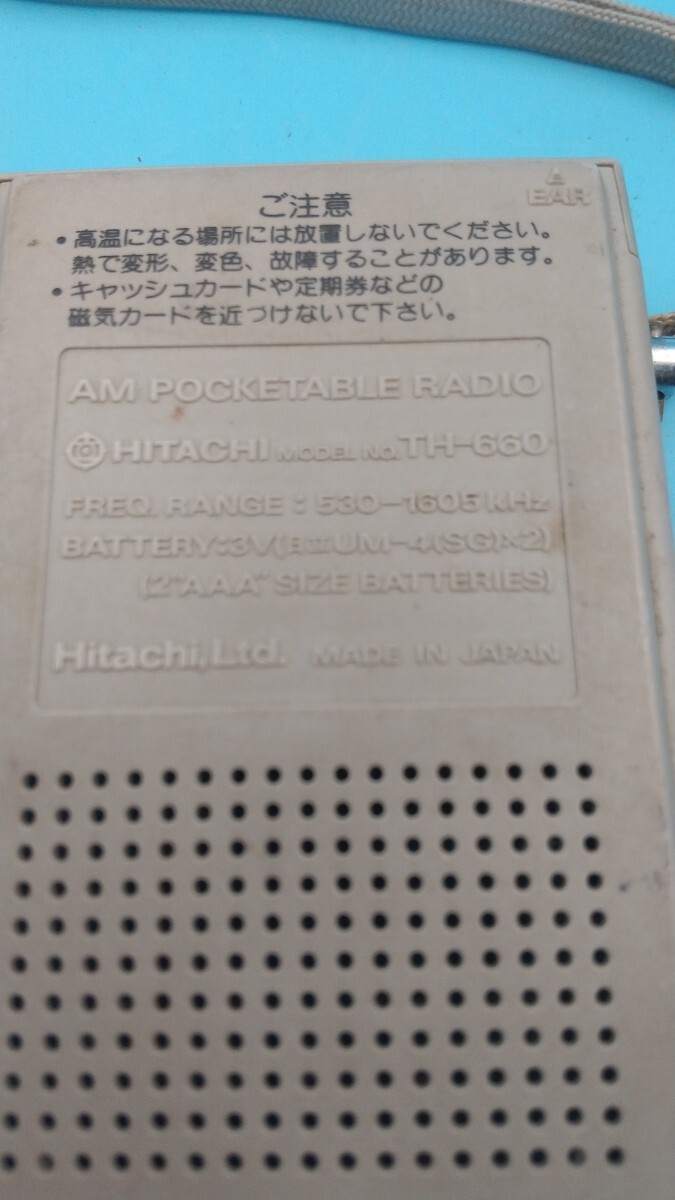 △
EAR
ご注意
•高温になる場所には放置しないでください。
熱で変形、変色、故障することがあります。
•キャッシュカードや定期券などの
磁気カードを近づけないで下さい。
AM POCKETABLE RADIO
HITACHI MODEL NO. TH-660
FREQ. RANGE : 530-1605 KHz
BATTERY:3V(日立UM-4(SG)×2)
(2"AAA" SIZE BATTERIES)
Hitachi,Ltd. MADE IN JAPAN